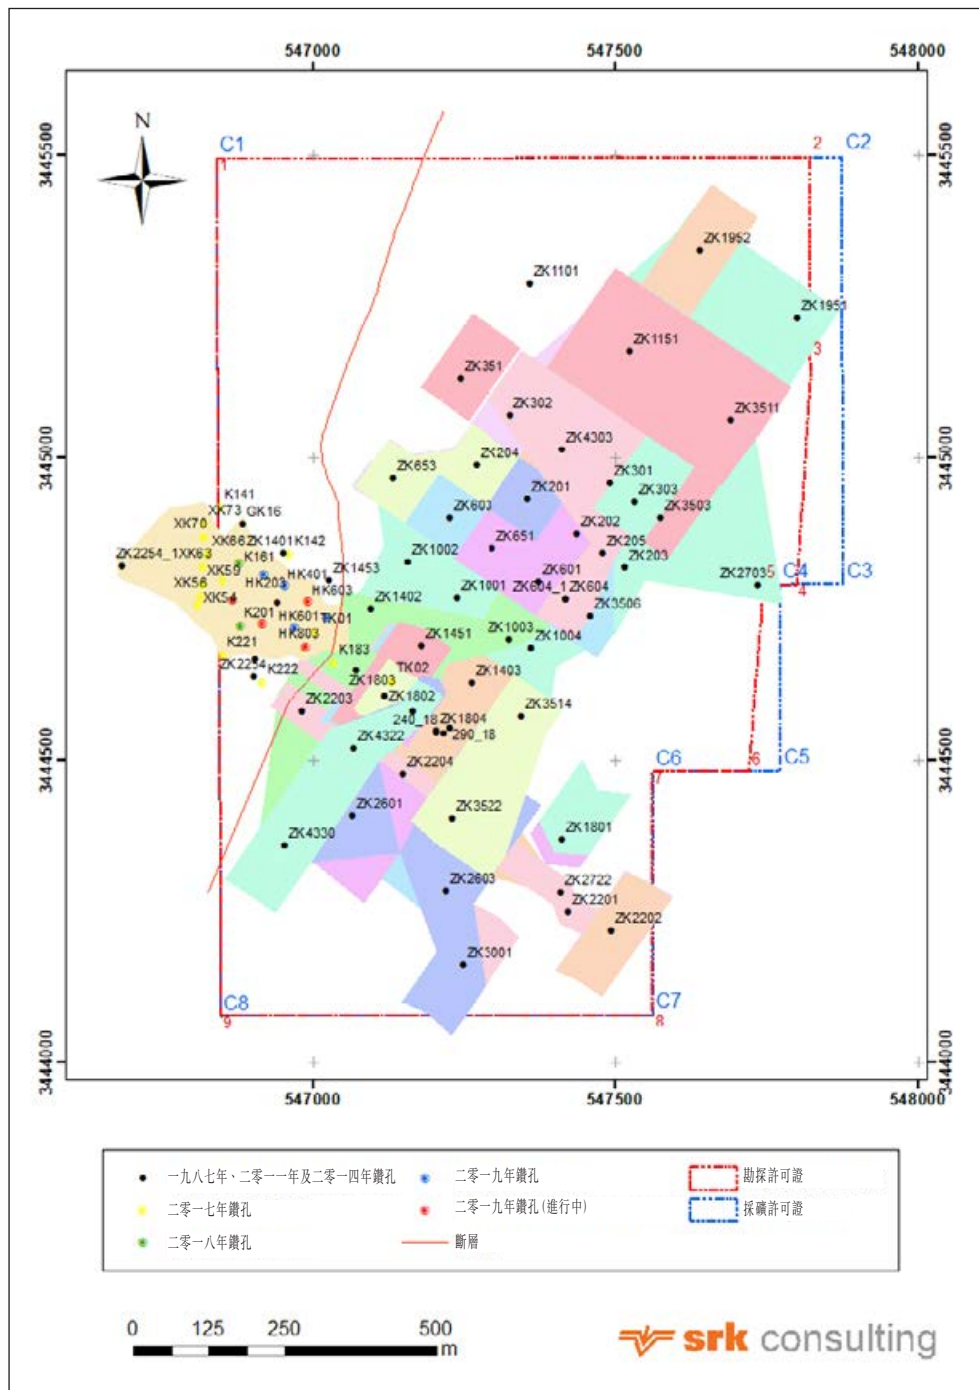 547000 547500 548000
N
3445500 3445500
C1 2 C2
1
ZK1952
ZK1101
ZK1951
3
ZK1151
ZK351
ZK302
ZK3511
ZK4303
3445000 3445000
ZK204
ZK653
ZK301
ZK201
ZK303
K141
XK73 GK16
ZK603
ZK3503
XK70
ZK202
XK66 ZK1401 K142
ZK651
ZK205
ZK2254_1 XK63 K161
ZK1002
ZK203
XK59 HK401 ZK1453
ZK601
ZK2703 5 C4 C3
4
XK56 HK203 HK603
ZK1001 ZK604_1 ZK604
XK54
ZK1402
ZK3506
K201 HK601 TK01
HK803
ZK1003
ZK1004
K221
K183 ZK1451
ZK2254 K222
ZK1803 TK02
ZK1403
ZK2203
ZK1802
ZK3514
240_18 ZK1804
ZK4322 290_18
3444500 3444500
ZK2204
C6 6 C5
7
ZK2601
ZK3522
ZK1801
ZK4330
ZK2603
ZK2722
ZK2201
ZK2202
ZK3001
C8 C7
9 8
3444000 3444000
547000 547500 548000
一九八七年、二零一一年及二零一四年鑽孔
二零一九年鑽孔
勘探許可證
二零一七年鑽孔
二零一九年鑽孔(進行中)
採礦許可證
二零一八年鑽孔
斷層
0 125 250 500
m
srk consulting